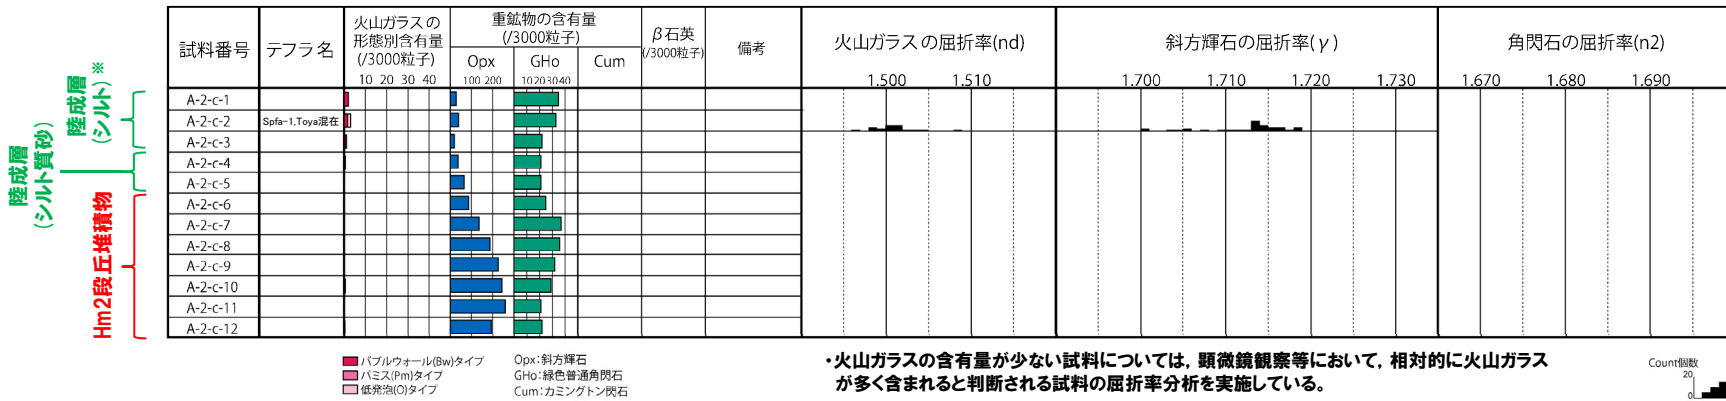 試料番号
テフラ名
火山ガラスの
形態別含有量
(/3000粒子)
10 20 30 40
重鉱物の含有量
(/3000粒子)
Opx
GHo
Cum
100 200
10 20 30 40
β石英
(/3000粒子)
備考
火山ガラスの屈折率(nd)
1.500 1.510
斜方輝石の屈折率(γ)
1.700 1.710 1.720 1.730
角閃石の屈折率(n2)
1.670 1.680 1.690
A-2-c-1
A-2-c-2 Spfa-1,Toya混在
A-2-c-3
A-2-c-4
A-2-c-5
A-2-c-6
A-2-c-7
A-2-c-8
A-2-c-9
A-2-c-10
A-2-c-11
A-2-c-12
陸成層
(シルト)※
陸成層
(シルト質砂)
Hm2段丘堆積物
バブルウォール(Bw)タイプ
パミス(Pm)タイプ
低発泡(O)タイプ
Opx:斜方輝石
GHo:緑色普通角閃石
Cum:カミングトン閃石
・火山ガラスの含有量が少ない試料については,顕微鏡観察等において,相対的に火山ガラス
が多く含まれると判断される試料の屈折率分析を実施している。
Count個数
20
0